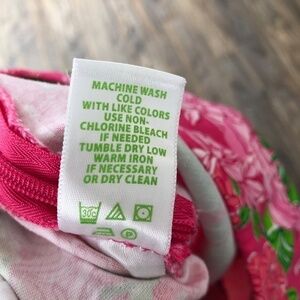 MACHINE WASH
COLD
WITH LIKE COLORS
USE NON-
CHLORINE BLEACH
IF NEEDED
TUMBLE DRY LOW
WARM IRON
IF NECESSARY
OR DRY CLEAN
30C
P